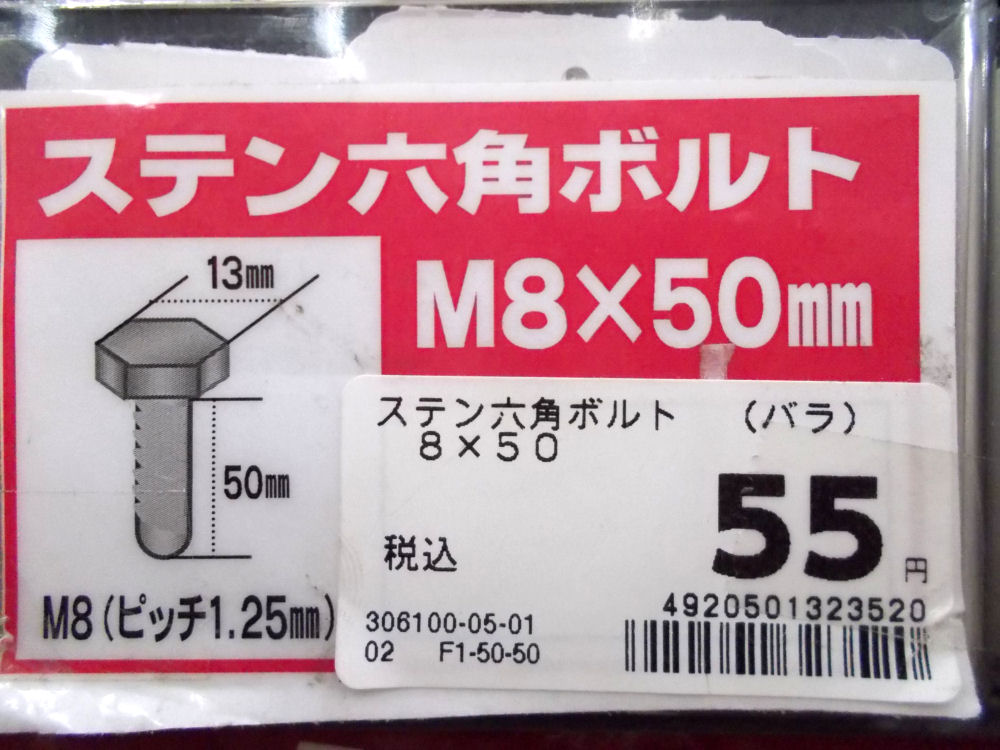 ステン六角ボルト
M8×50mm
13mm
50mm
M8(ピッチ1.25mm)
ステン六角ボルト (バラ)
8×50
税込 55円
4920501323520
306100-05-01
02 F1-50-50